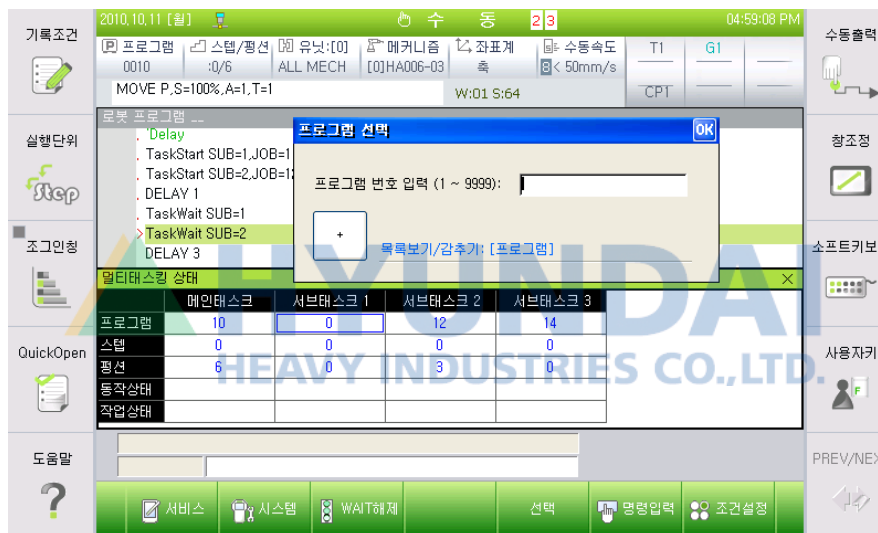 2010,10,11 [월] 수 동 2 3 04:59:08 PM
기록조건
실행단위
Step
조그인칭
QuickOpen
도움말
P 프로그램 스텝/평션 유닛:[0] 메커니즘 좌표계 수동속도 T1 G1
0010 :0/6 ALL MECH [0]HA006-03 축 8< 50mm/s
MOVE P,S=100%,A=1,T=1 W:01 S:64 CP1
로봇 프로그램 __
'Delay
TaskStart SUB=1,JOB=1
TaskStart SUB=2,JOB=1
DELAY 1
TaskWait SUB=1
>TaskWait SUB=2
DELAY 3
프로그램 선택 OK
프로그램 번호 입력 (1 ~ 9999):
+
목록보기/감추기: [프로그램]
멀티태스킹 상태
메인태스크 서브태스크 1 서브태스크 2 서브태스크 3
프로그램 10 0 12 14
스텝 0 0 0 0
평션 6 0 3 0
동작상태
작업상태
HYUNDAI
HEAVY INDUSTRIES CO.,LTD.
서비스 시스템 WAIT해제 선택 명령입력 조건설정
수동출력
창조정
소프트키보
사용자키
F
PREV/NEX